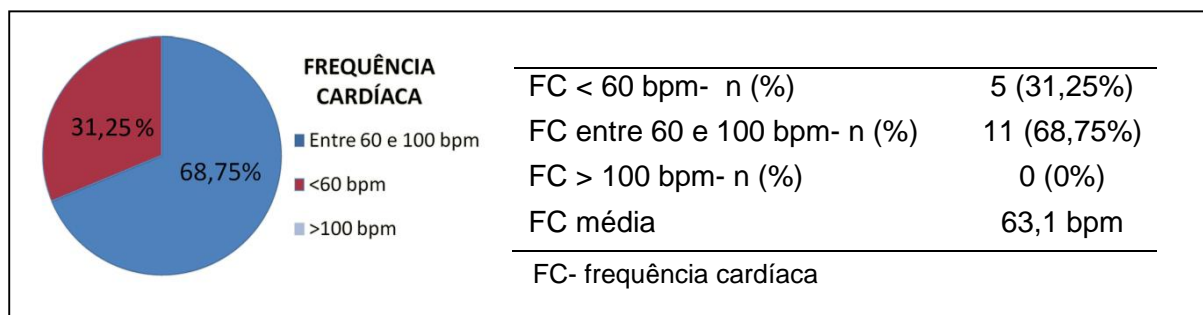 FREQUÊNCIA
CARDÍACA
31,25 %
68,75%
Entre 60 e 100 bpm
<60 bpm
>100 bpm
FC < 60 bpm- n (%) 5 (31,25%)
FC entre 60 e 100 bpm- n (%) 11 (68,75%)
FC > 100 bpm- n (%) 0 (0%)
FC média 63,1 bpm
FC- frequência cardíaca